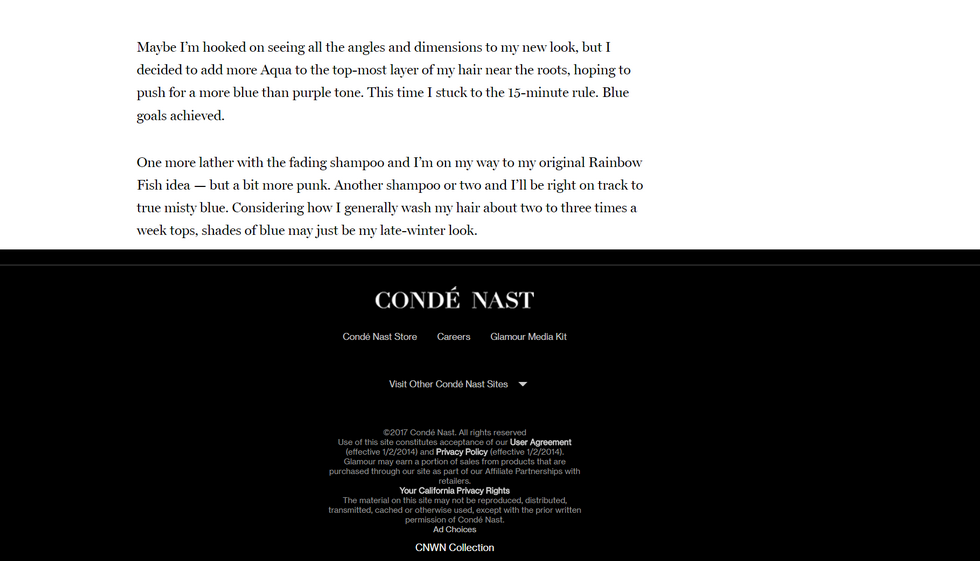 Maybe I’m hooked on seeing all the angles and dimensions to my new look, but I
decided to add more Aqua to the top-most layer of my hair near the roots, hoping to
push for a more blue than purple tone. This time I stuck to the 15-minute rule. Blue
goals achieved.
One more lather with the fading shampoo and I’m on my way to my original Rainbow
Fish idea — but a bit more punk. Another shampoo or two and I’ll be right on track to
true misty blue. Considering how I generally wash my hair about two to three times a
week tops, shades of blue may just be my late-winter look.
CONDÉ NAST
Condé Nast Store Careers Glamour Media Kit
Visit Other Condé Nast Sites
©2017 Condé Nast. All rights reserved
Use of this site constitutes acceptance of our User Agreement
(effective 1/2/2014) and Privacy Policy (effective 1/2/2014).
Glamour may earn a portion of sales from products that are
purchased through our site as part of our Affiliate Partnerships with
retailers.
Your California Privacy Rights
The material on this site may not be reproduced, distributed,
transmitted, cached or otherwise used, except with the prior written
permission of Condé Nast.
Ad Choices
CNWN Collection